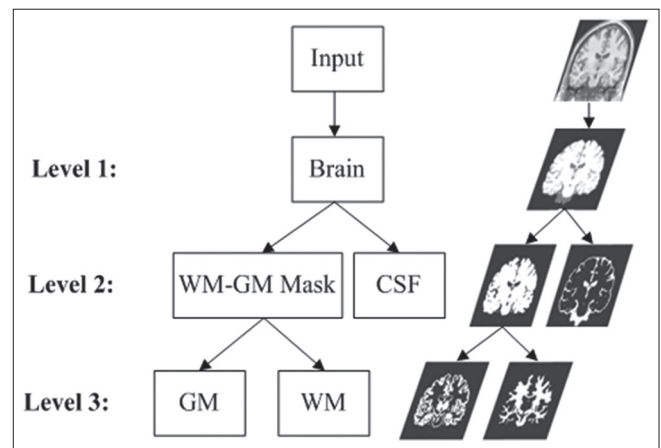 Input
Level 1:
Brain
Level 2:
WM-GM Mask
CSF
Level 3:
GM
WM